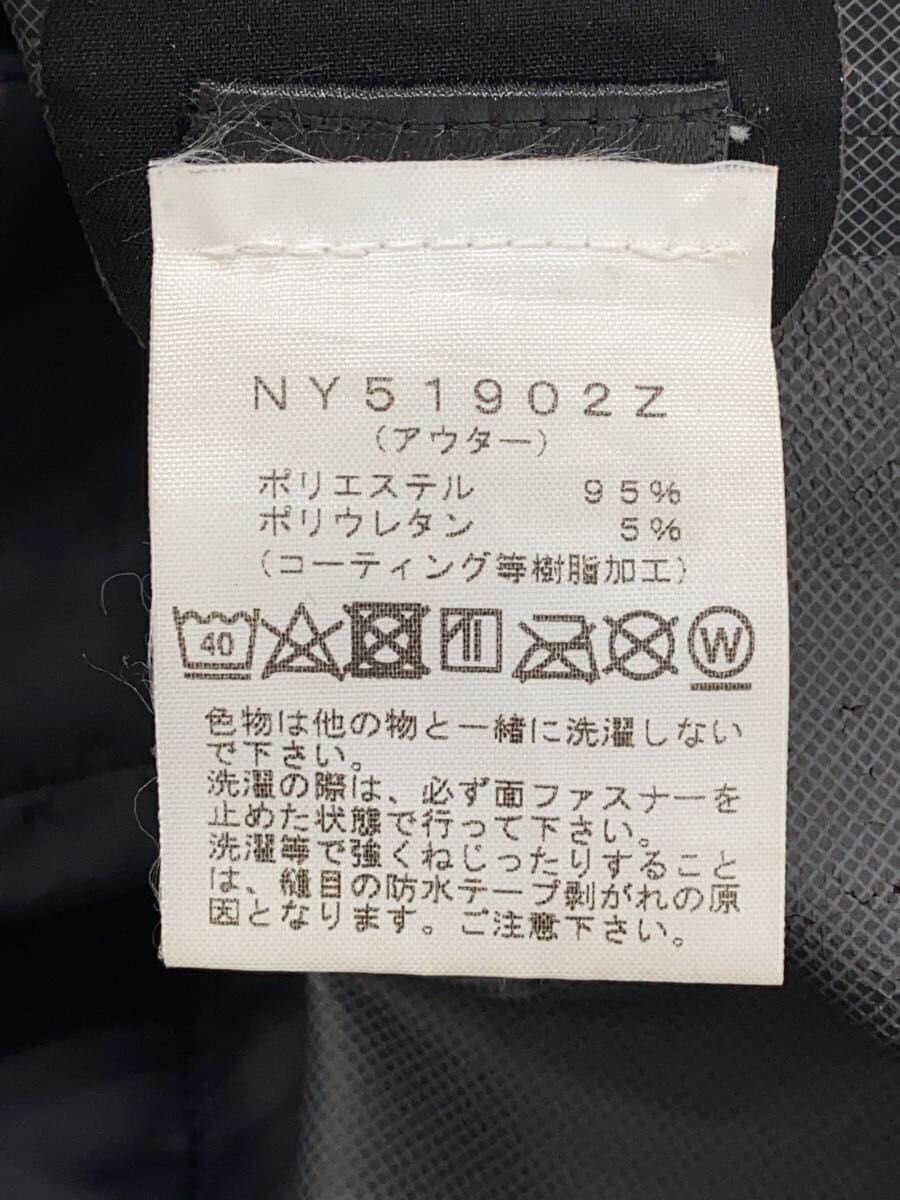 NY51902Z
(アウター)
ポリエステル 95%
ポリウレタン 5%
(コーティング等樹脂加工)
40 W
色物は他の物と一緒に洗濯しない
で下さい。
洗濯の際は、必ず面ファスナーを
止めた状態で行って下さい。
洗濯等で強くねじったりすること
は、縫目の防水テープ剥がれの原
因となります。ご注意下さい。